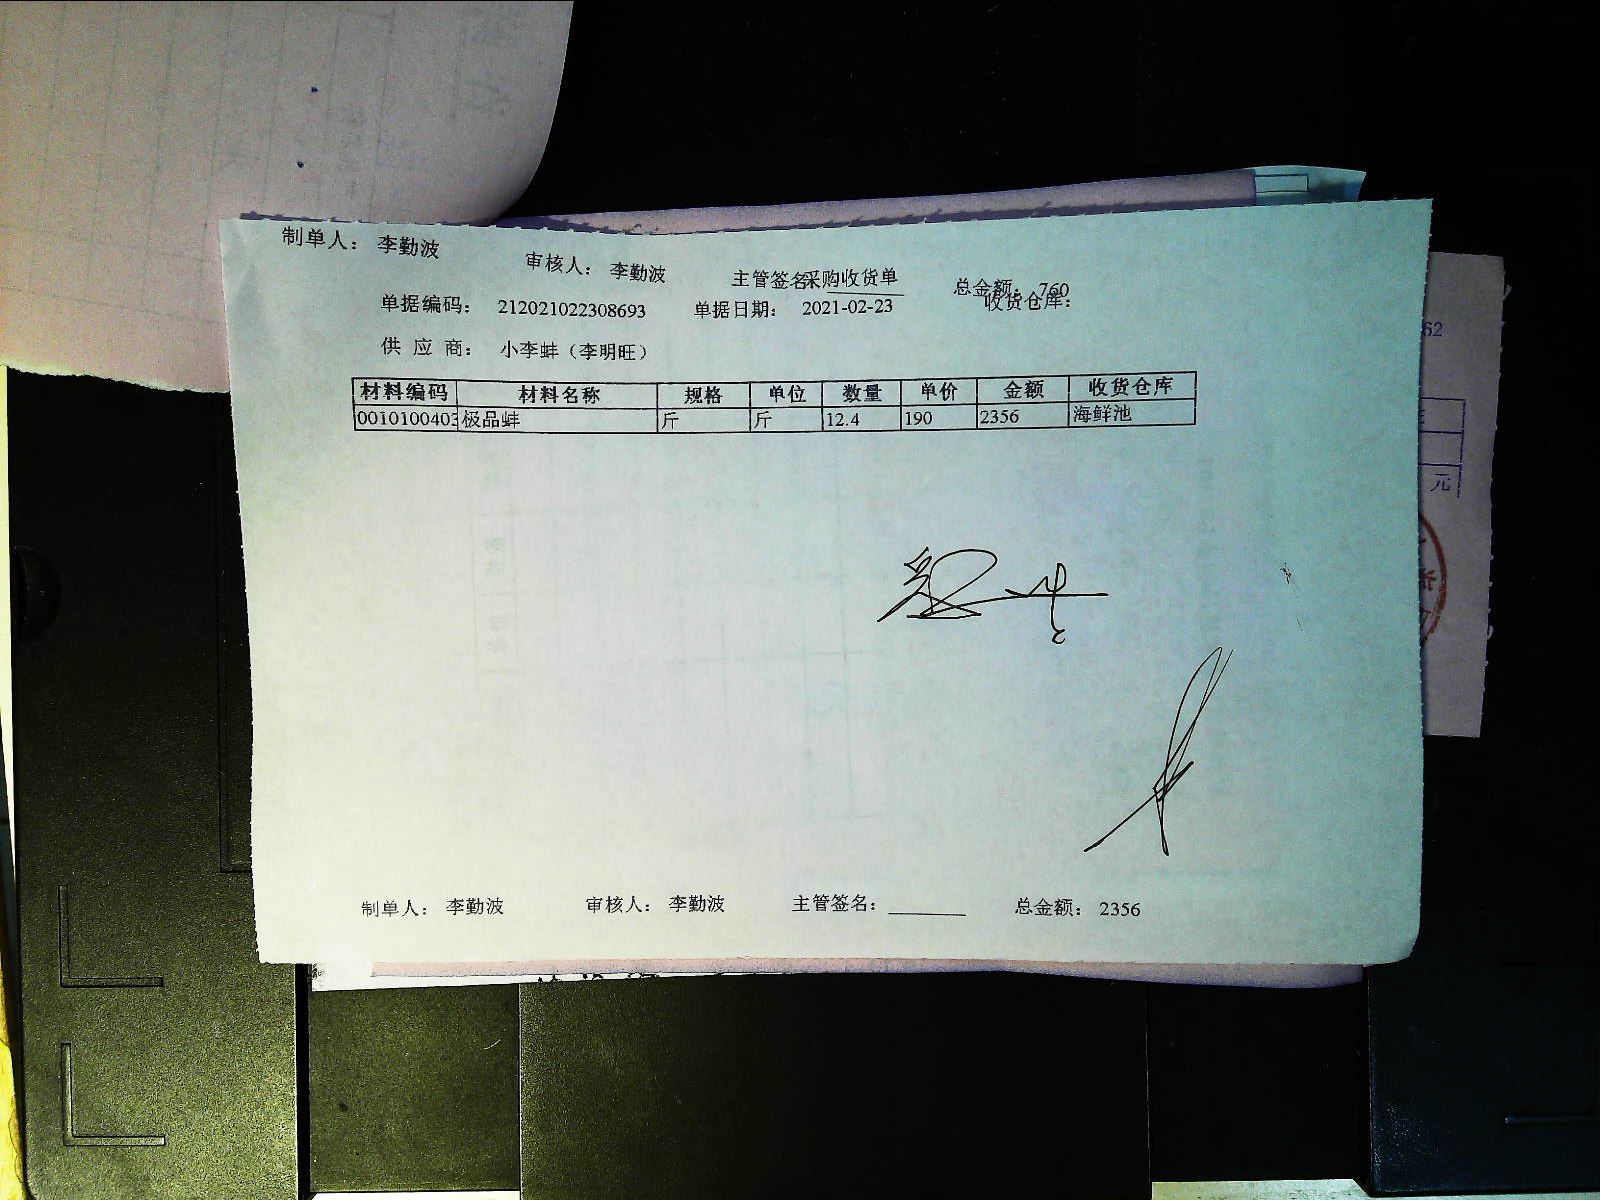 制单人： 李勤波 审核人： 李勤波 主管签名 采购收货单 总金额： 760
单据编码： 212021022308693 单据日期： 2021-02-23 收货仓库：
供 应 商： 小李蚌（李明旺）
材料编码 材料名称 规格 单位 数量 单价 金额 收货仓库
0010100403 极品蚌 斤 斤 12.4 190 2356 海鲜池
制单人： 李勤波 审核人： 李勤波 主管签名： 总金额： 2356
62
元